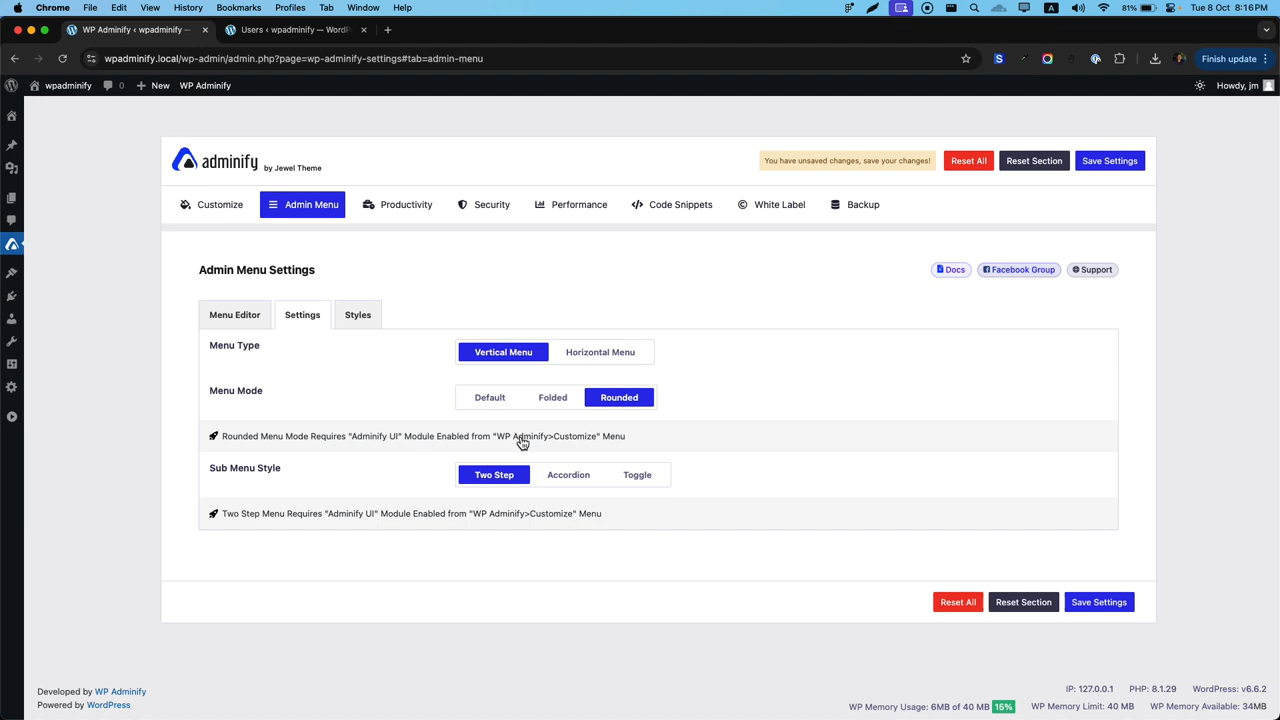 Chrome File Edit View History Bookmarks Profiles Tab Window Help A 81% Tue 8 Oct 8:16 PM
WP Adminify ‹ wpadminify — Users ‹ wpadminify — WordPr
wpadminify.local/wp-admin/admin.php?page=wp-adminify-settings#tab=admin-menu Finish update
wpadminify 0 New WP Adminify Howdy, jm
adminify by Jewel Theme You have unsaved changes, save your changes! Reset All Reset Section Save Settings
Customize Admin Menu Productivity Security Performance Code Snippets White Label Backup
Admin Menu Settings Docs Facebook Group Support
Menu Editor Settings Styles
Menu Type Vertical Menu Horizontal Menu
Menu Mode Default Folded Rounded
Rounded Menu Mode Requires "Adminify UI" Module Enabled from "WP Adminify>Customize" Menu
Sub Menu Style Two Step Accordion Toggle
Two Step Menu Requires "Adminify UI" Module Enabled from "WP Adminify>Customize" Menu
Reset All Reset Section Save Settings
Developed by WP Adminify IP: 127.0.0.1 PHP: 8.1.29 WordPress: v6.6.2
Powered by WordPress WP Memory Usage: 6MB of 40 MB 15% WP Memory Limit: 40 MB WP Memory Available: 34MB